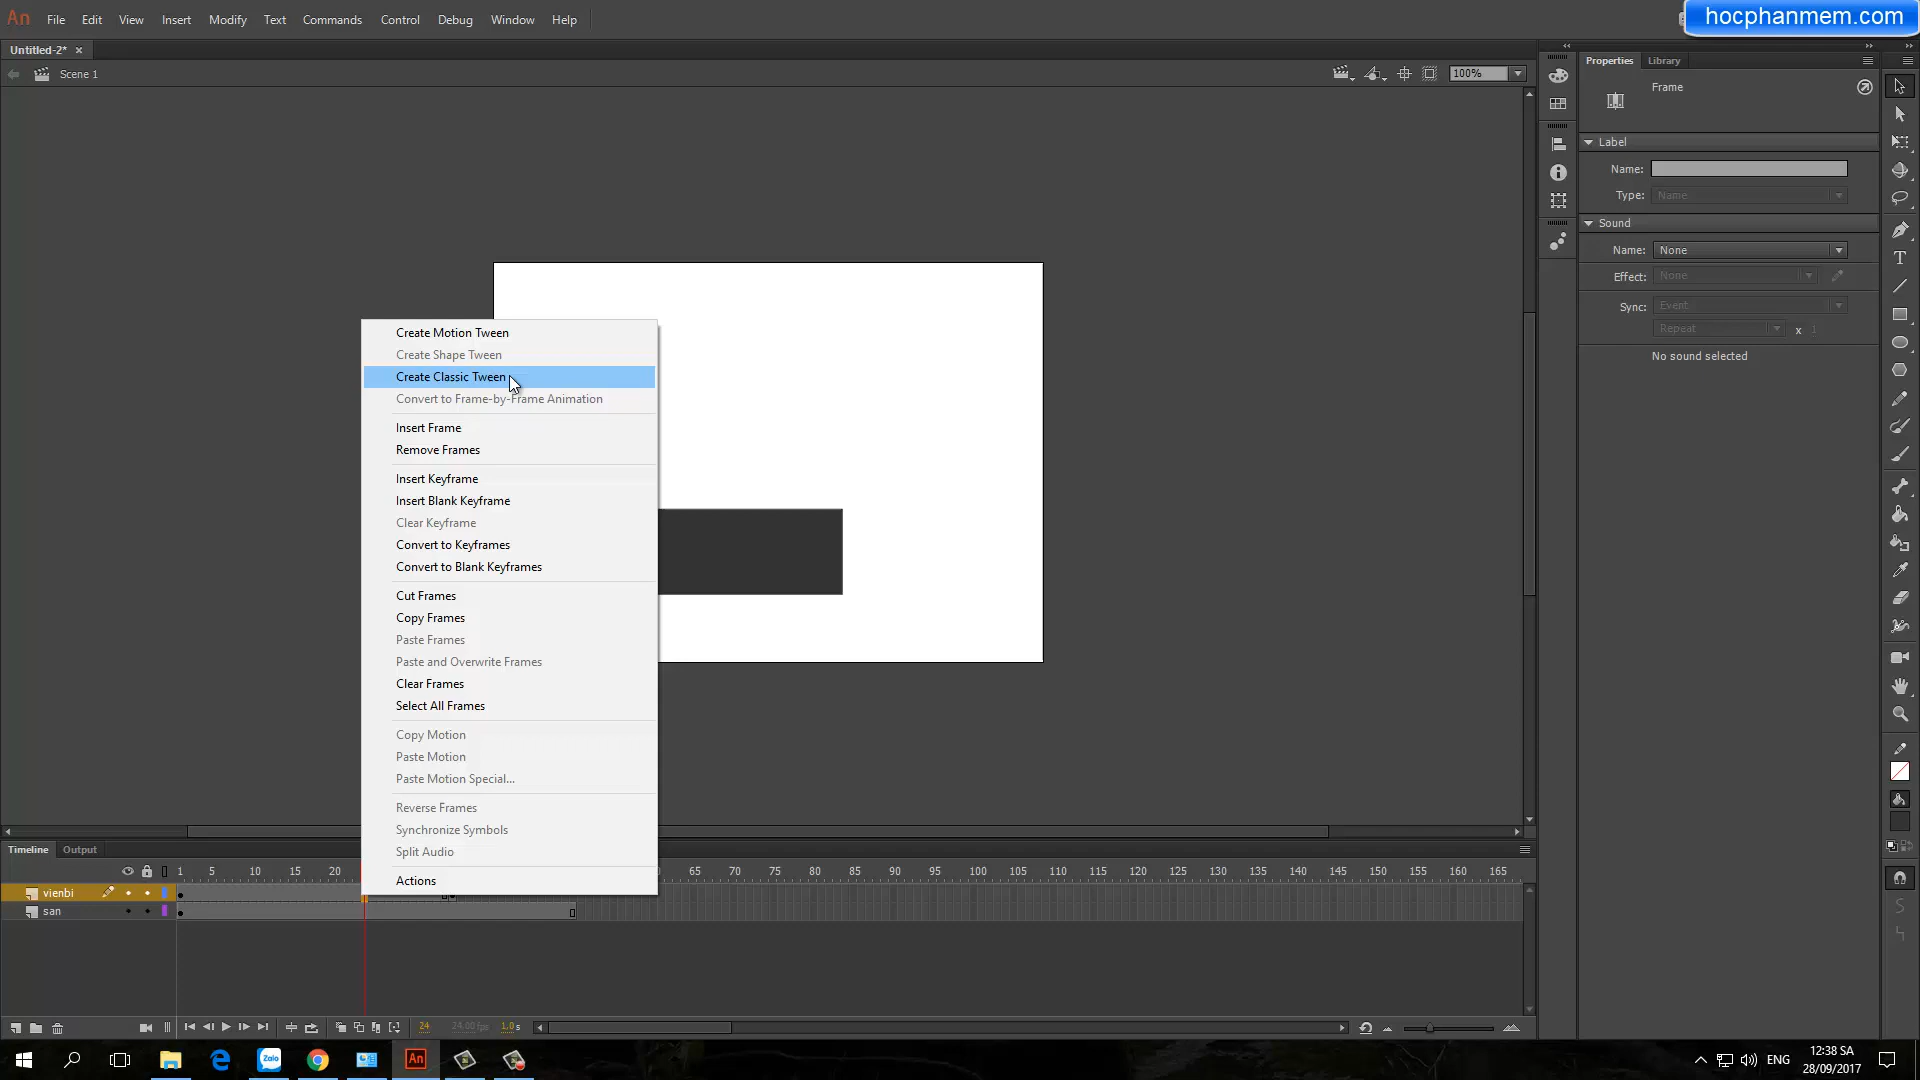 An File Edit View Insert Modify Text Commands Control Debug Window Help
hocphanmem.com
Untitled-2* ×
Scene 1
100%
Properties Library
Frame
Label
Name:
Type: Name
Sound
Name: None
Effect: None
Sync: Event
Repeat x 1
No sound selected
Create Motion Tween
Create Shape Tween
Create Classic Tween
Convert to Frame-by-Frame Animation
Insert Frame
Remove Frames
Insert Keyframe
Insert Blank Keyframe
Clear Keyframe
Convert to Keyframes
Convert to Blank Keyframes
Cut Frames
Copy Frames
Paste Frames
Paste and Overwrite Frames
Clear Frames
Select All Frames
Copy Motion
Paste Motion
Paste Motion Special...
Reverse Frames
Synchronize Symbols
Split Audio
Actions
Timeline Output
1 5 10 15 20 65 70 75 80 85 90 95 100 105 110 115 120 125 130 135 140 145 150 155 160 165
vienbi
san
24 24.00 fps 1.0 s
Zalo An ENG 12:38 SA
28/09/2017